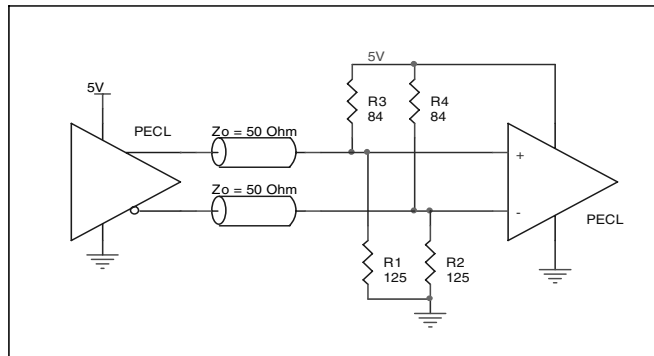 5V
5V
R3
84
R4
84
PECL
Zo = 50 Ohm
+
Zo = 50 Ohm
-
PECL
R1
125
R2
125